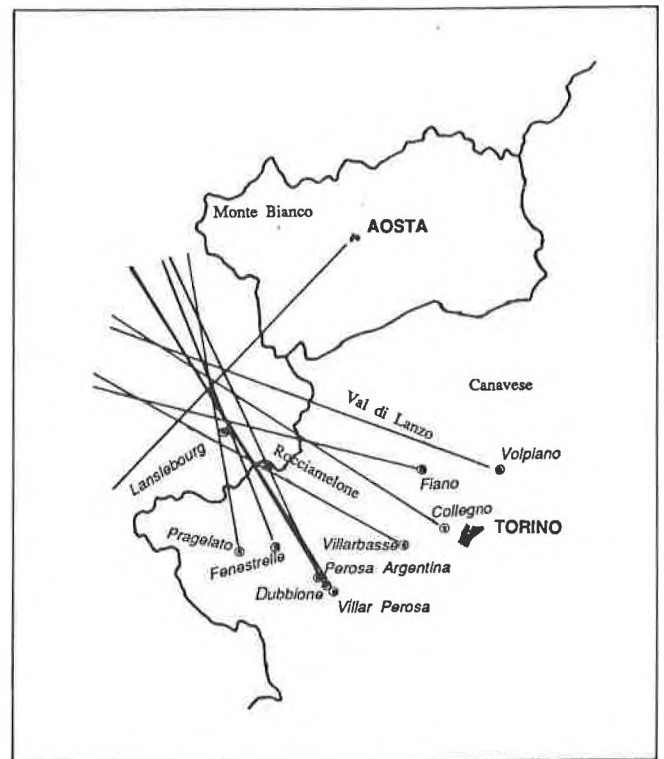 Monte Bianco
AOSTA
Canavese
Val di Lanzo
Volpiano
Lanslebourg
Rocciamelone
Fiano
Collegno
TORINO
Pragelato
Fenestrelle
Villarbasse
Perosa Argentina
Dubbione
Villar Perosa